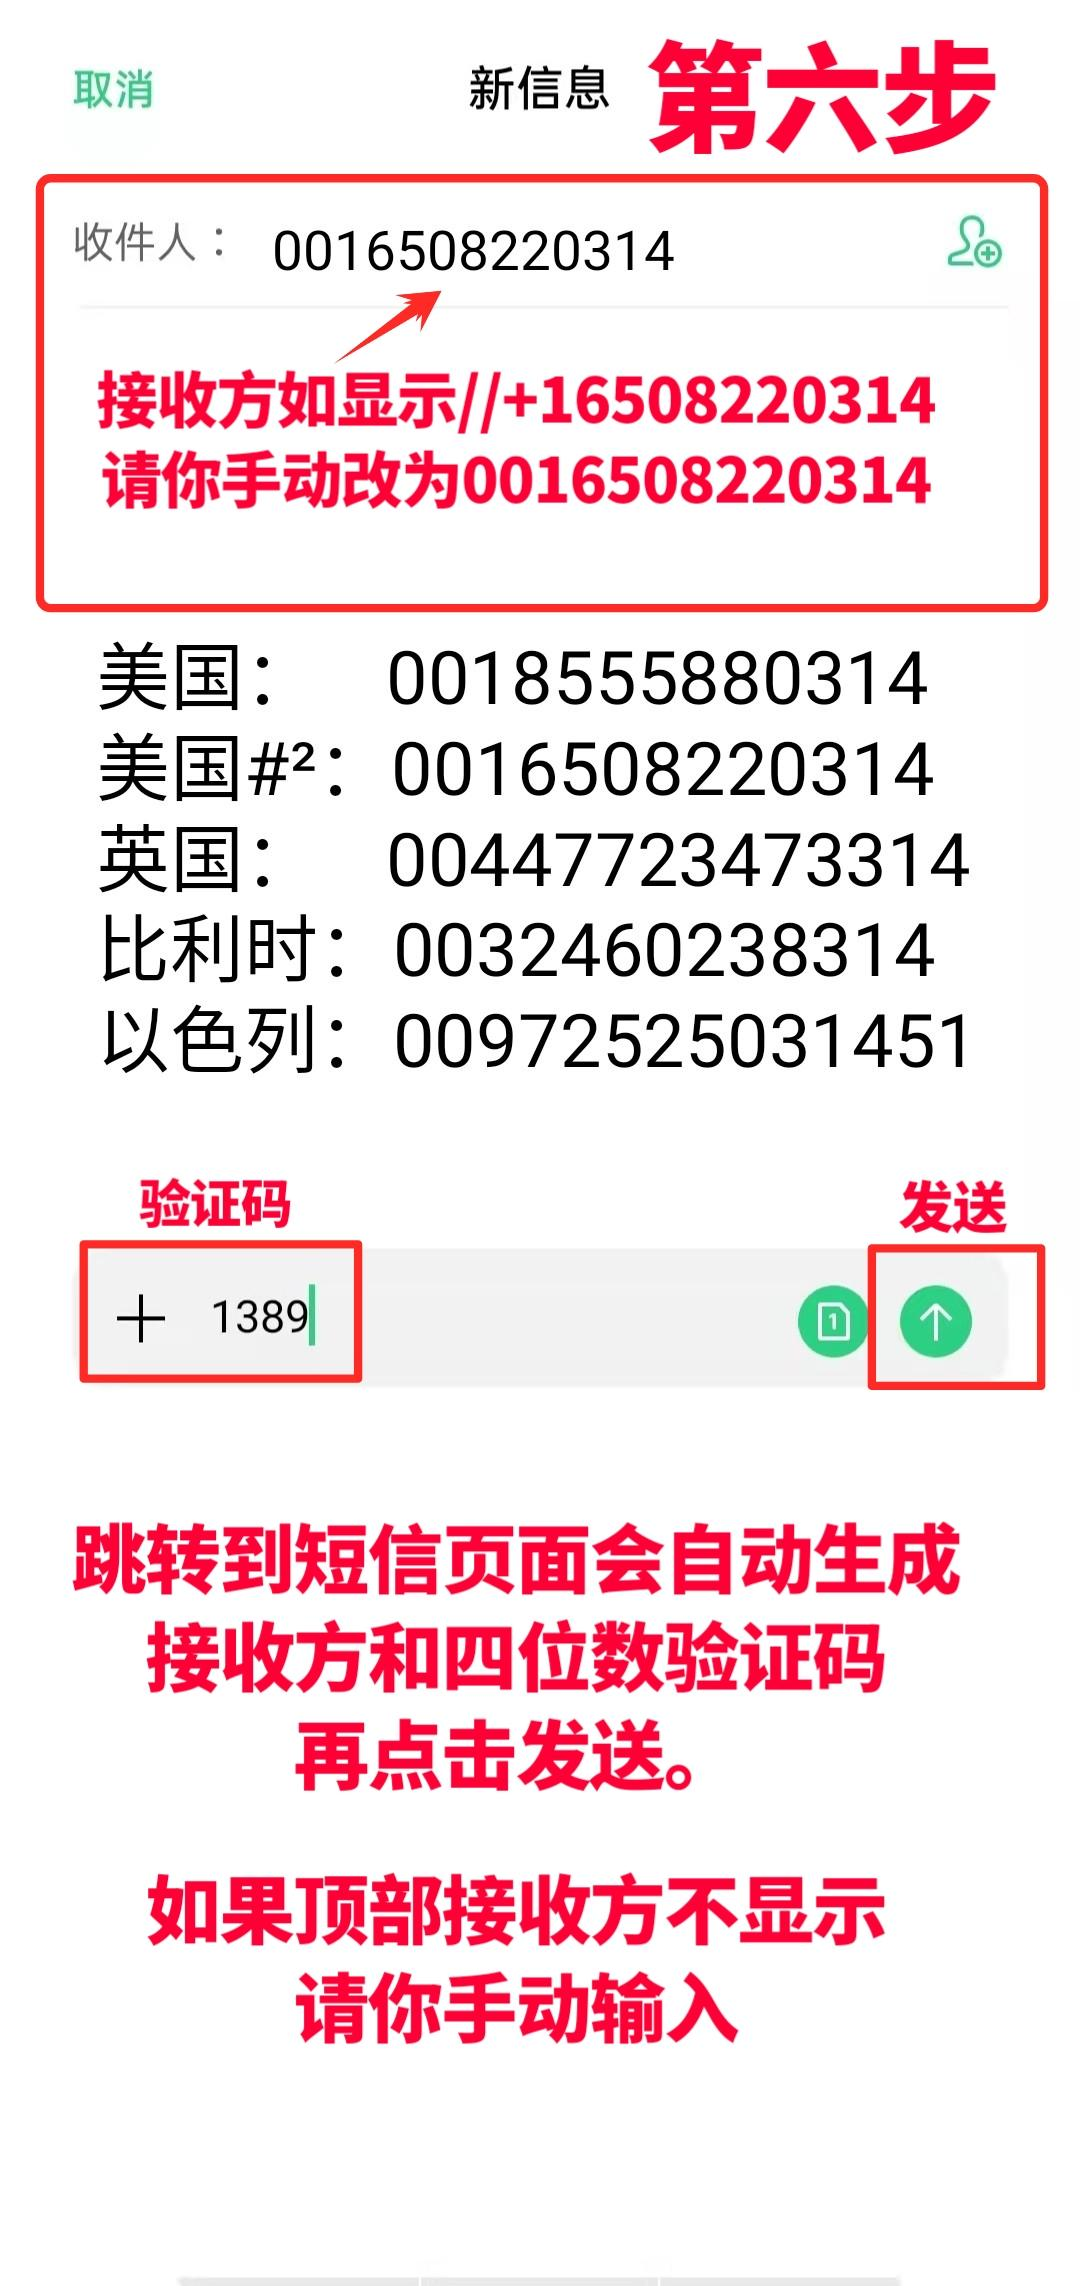 取消 新信息 第六步
收件人： 0016508220314
接收方如显示//+16508220314
请你手动改为0016508220314
美国： 0018555880314
美国#²： 0016508220314
英国： 00447723473314
比利时： 0032460238314
以色列： 00972525031451
验证码 发送
1389 1
跳转到短信页面会自动生成
接收方和四位数验证码
再点击发送。
如果顶部接收方不显示
请你手动输入